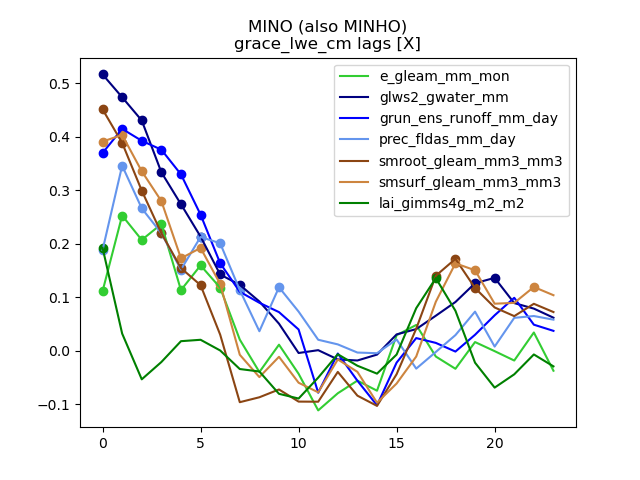 MINO (also MINHO)
grace_lwe_cm lags [X]
e_gleam_mm_mon
glws2_gwater_mm
grun_ens_runoff_mm_day
prec_fldas_mm_day
smroot_gleam_mm3_mm3
smsurf_gleam_mm3_mm3
lai_gimms4g_m2_m2
0.5
0.4
0.3
0.2
0.1
0.0
−0.1
0 5 10 15 20